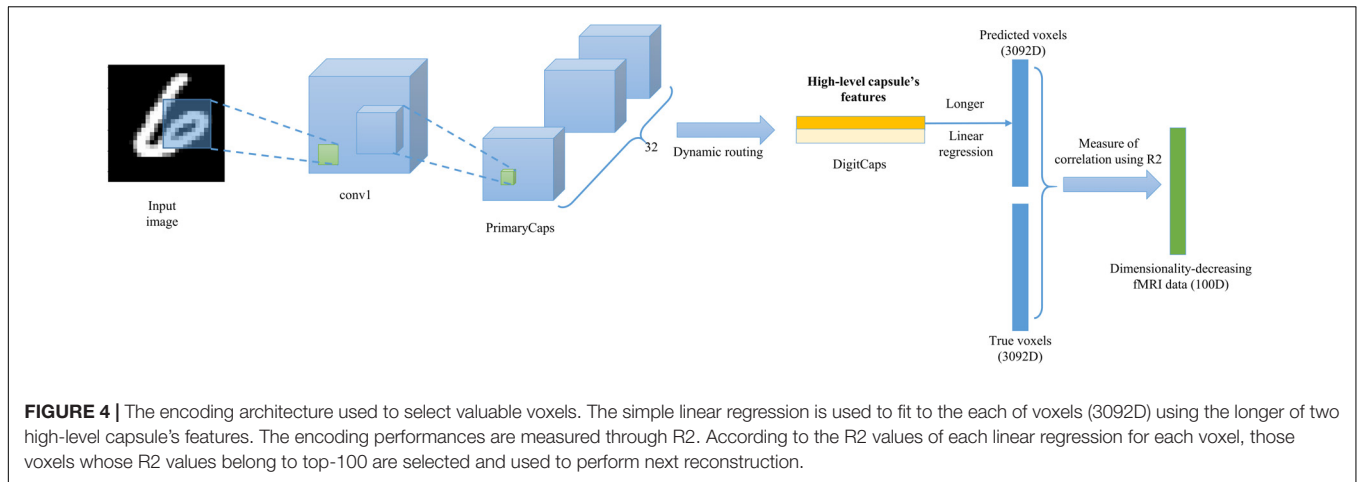 Input
image
conv1
PrimaryCaps
32
Dynamic routing
High-level capsule's
features
DigitCaps
Longer
Linear
regression
Predicted voxels
(3092D)
True voxels
(3092D)
Measure of
correlation using R2
Dimensionality-decreasing
fMRI data (100D)
FIGURE 4 | The encoding architecture used to select valuable voxels. The simple linear regression is used to fit to the each of voxels (3092D) using the longer of two
high-level capsule's features. The encoding performances are measured through R2. According to the R2 values of each linear regression for each voxel, those
voxels whose R2 values belong to top-100 are selected and used to perform next reconstruction.